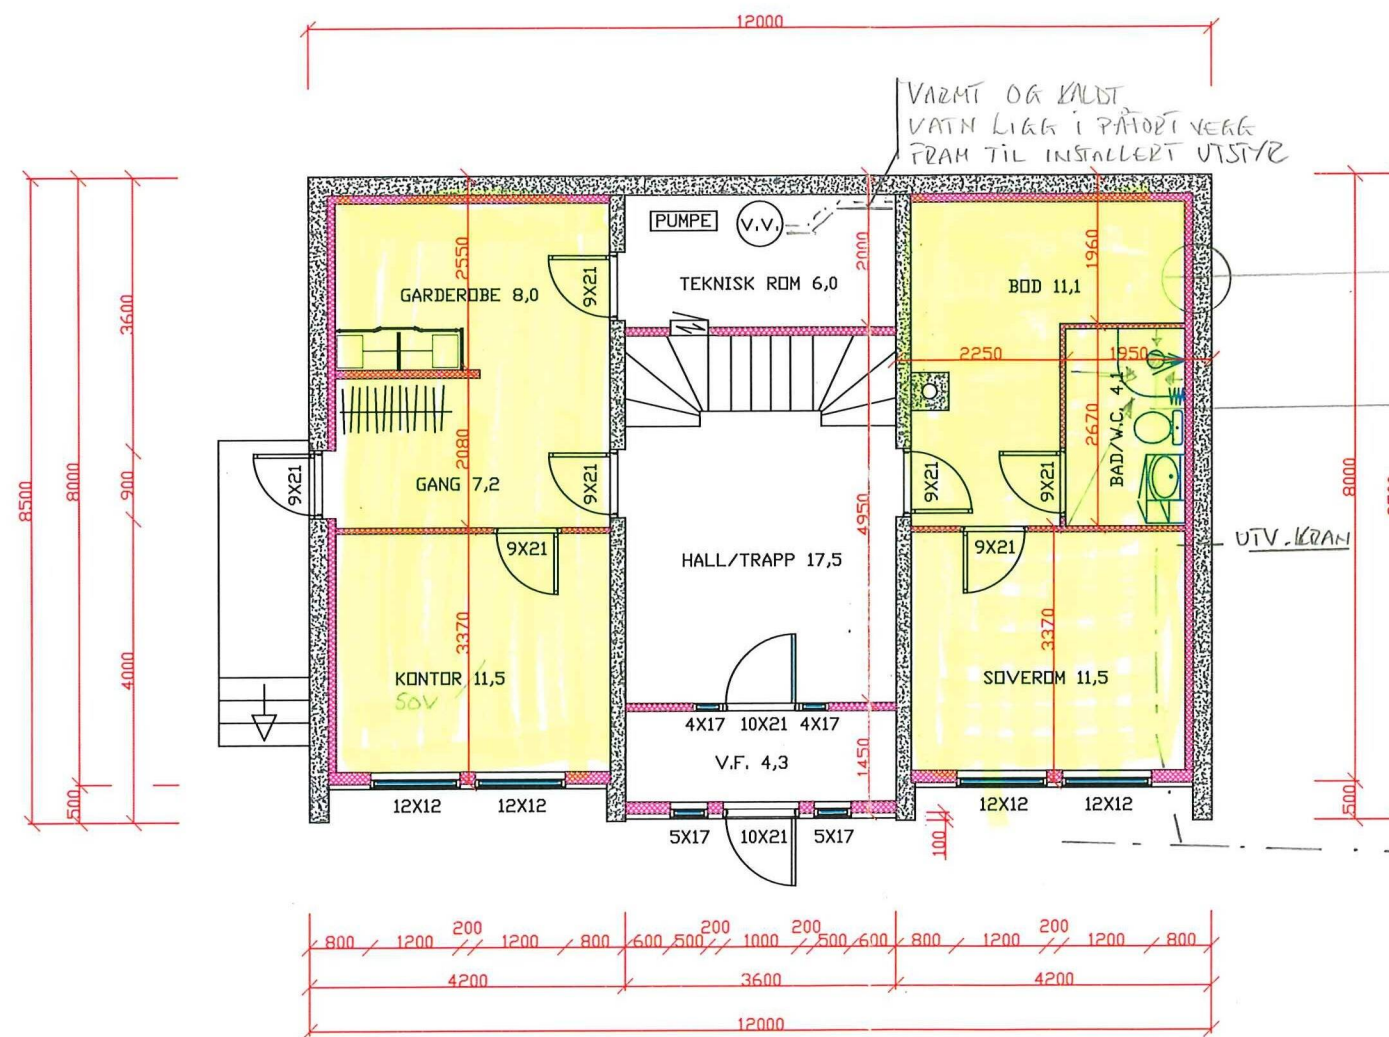 12000
VARMT OG KALDT
VATN LIGG i PÅFORT VEGG
FRAM TIL INSTALLERT UTSTYR
PUMPE
V.V.
2550
2000
1960
9X21
GARDEROBE 8,0
TEKNISK ROM 6,0
BOD 11,1
3600
2250
1950
8500
8000
900
2080
GANG 7,2
9X21
9X21
9X21
9X21
BAD/W.C. 4,1
2670
8000
4950
9X21
HALL/TRAPP 17,5
9X21
UTV. KRAN
4000
3370
3370
KONTOR 11,5
SOV
SOVEROM 11,5
4X17 10X21 4X17
V.F. 4,3
1450
500
500
12X12 12X12
12X12 12X12
5X17 10X21 5X17
100
200 200 200 200
800 1200 1200 800 600 500 1000 500 600 800 1200 1200 800
4200 3600 4200
12000